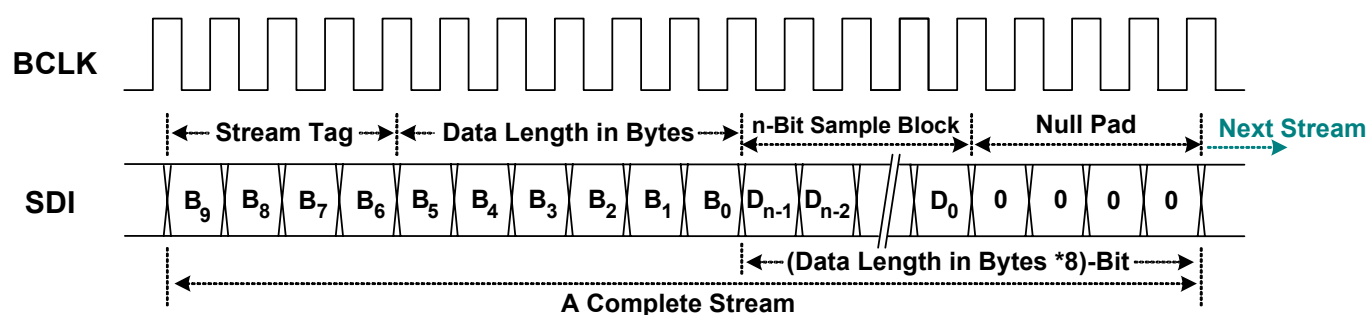 BCLK
Stream Tag Data Length in Bytes n-Bit Sample Block Null Pad Next Stream
SDI B9 B8 B7 B6 B5 B4 B3 B2 B1 B0 Dn-1 Dn-2 D0 0 0 0 0
(Data Length in Bytes *8)-Bit
A Complete Stream